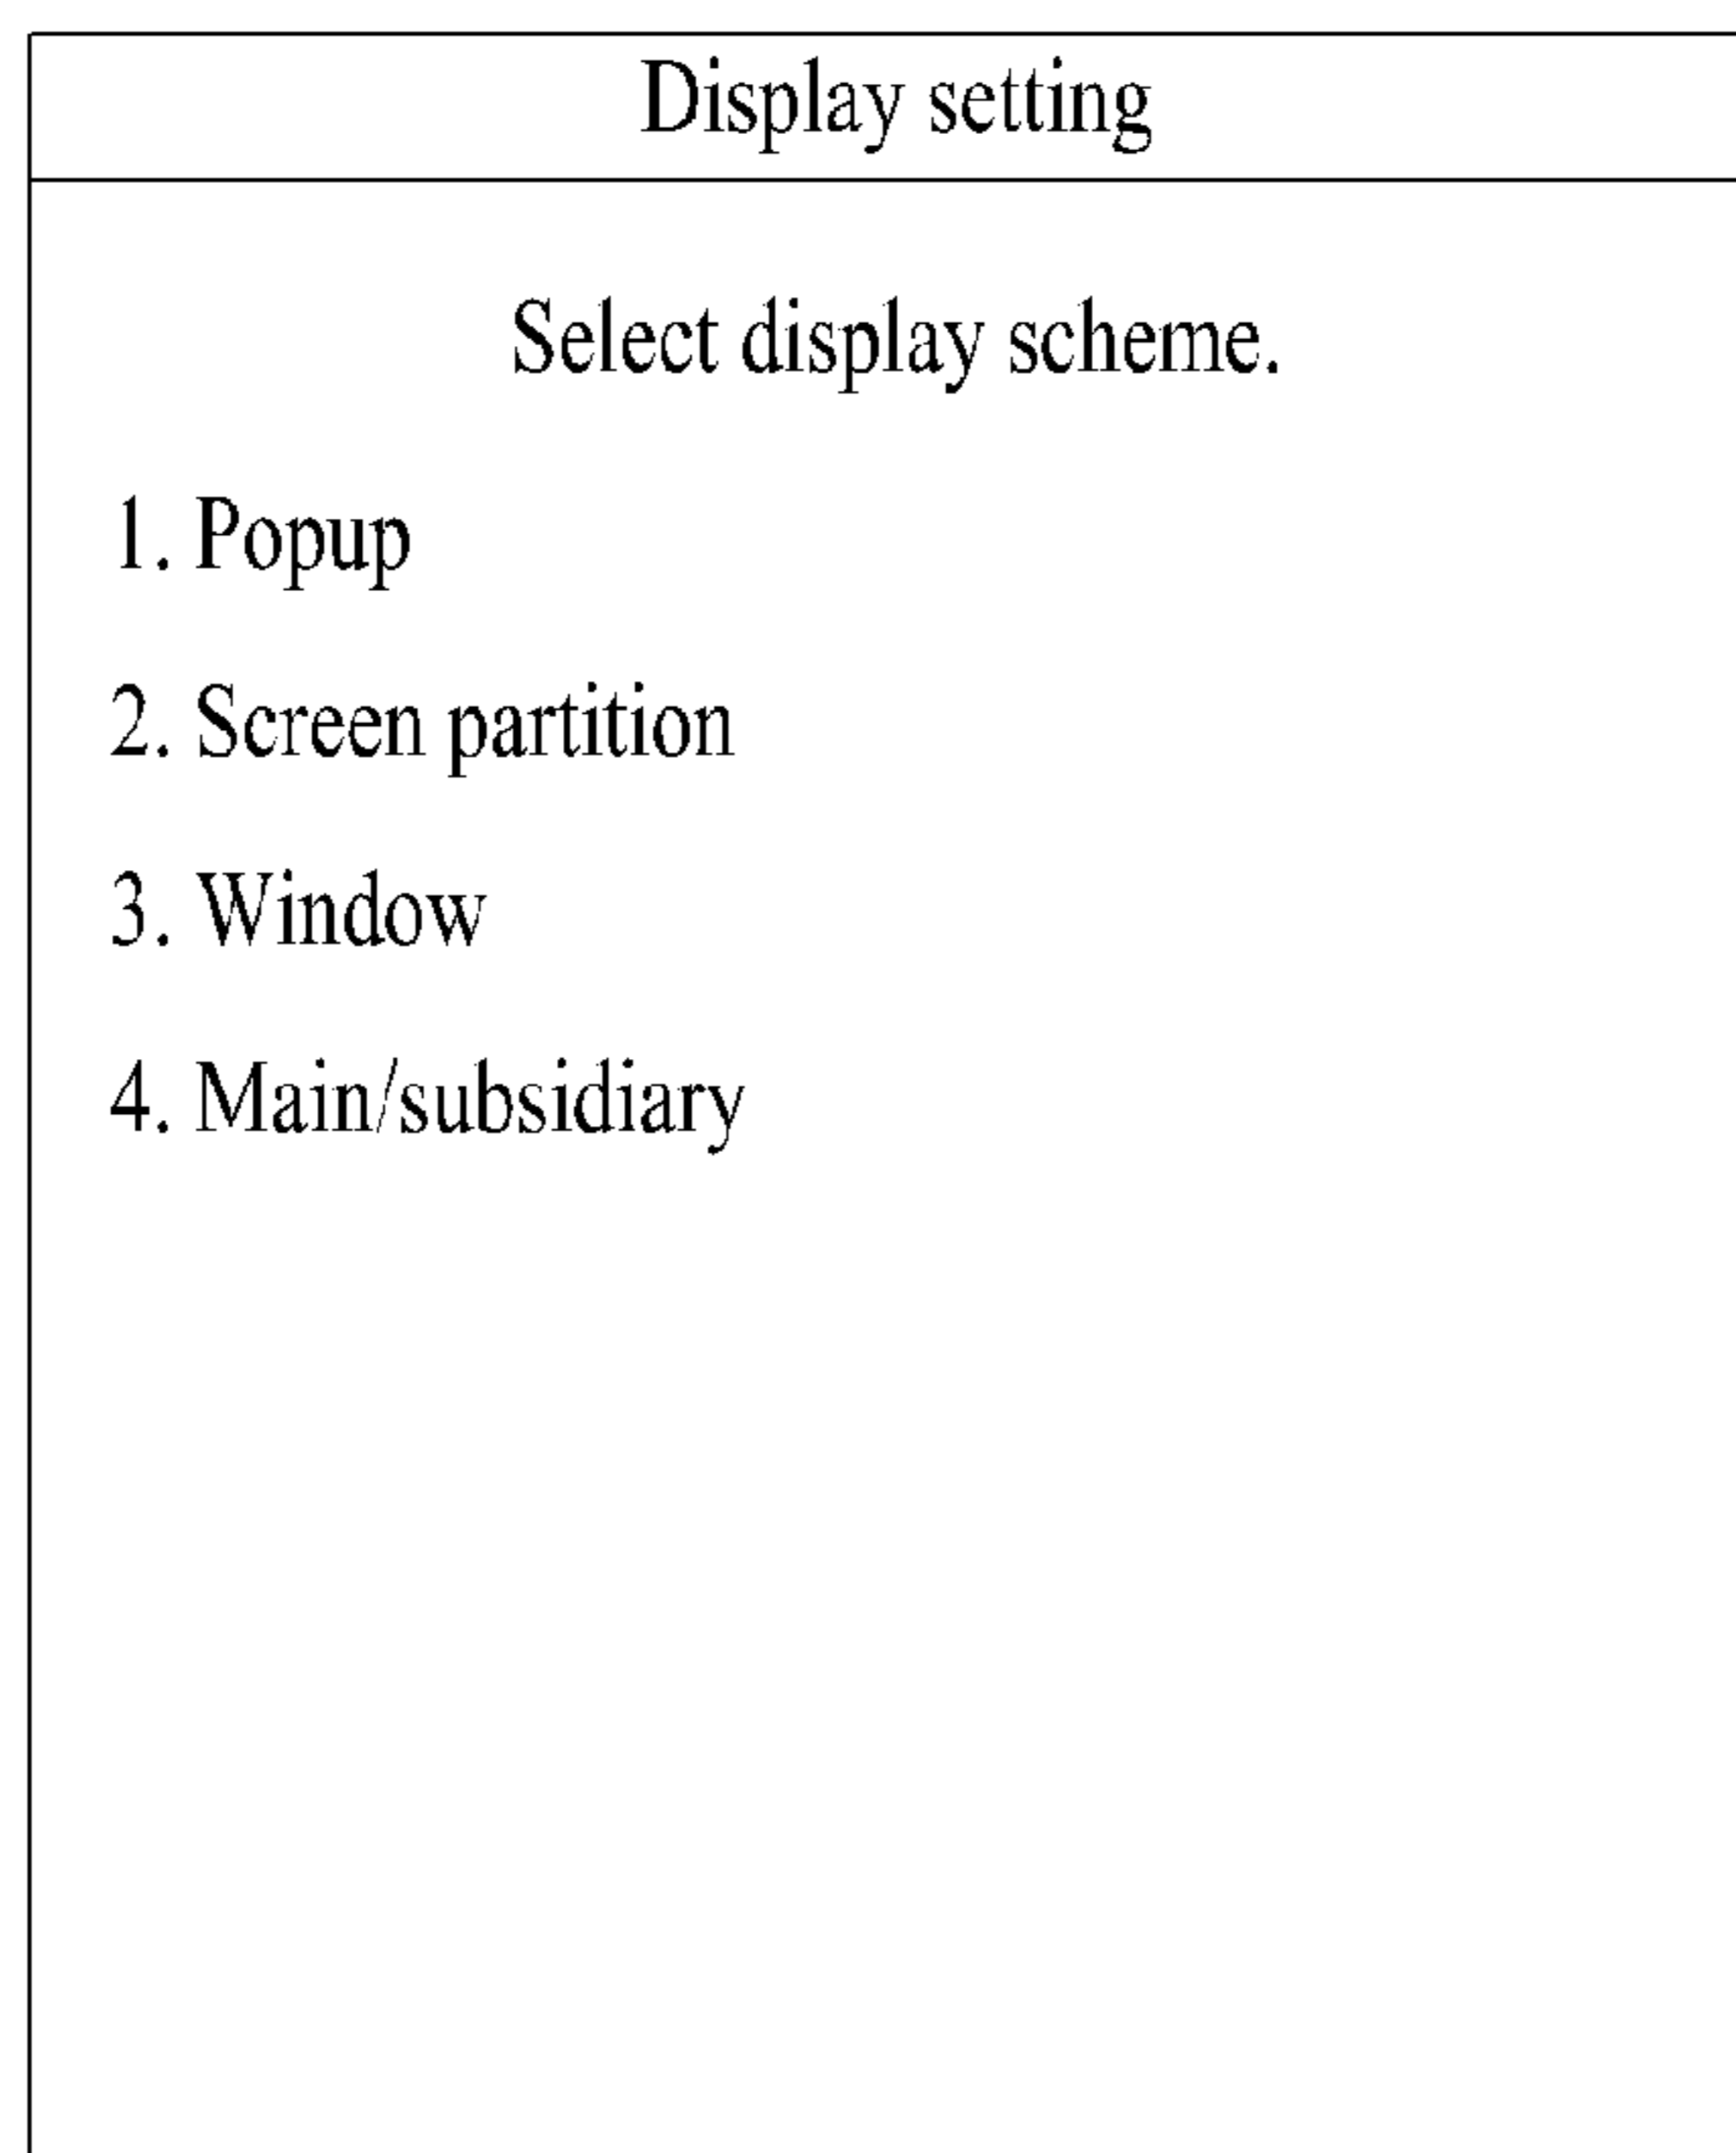 Display setting
Select display scheme.
1. Popup
2. Screen partition
3. Window
4. Main/subsidiary